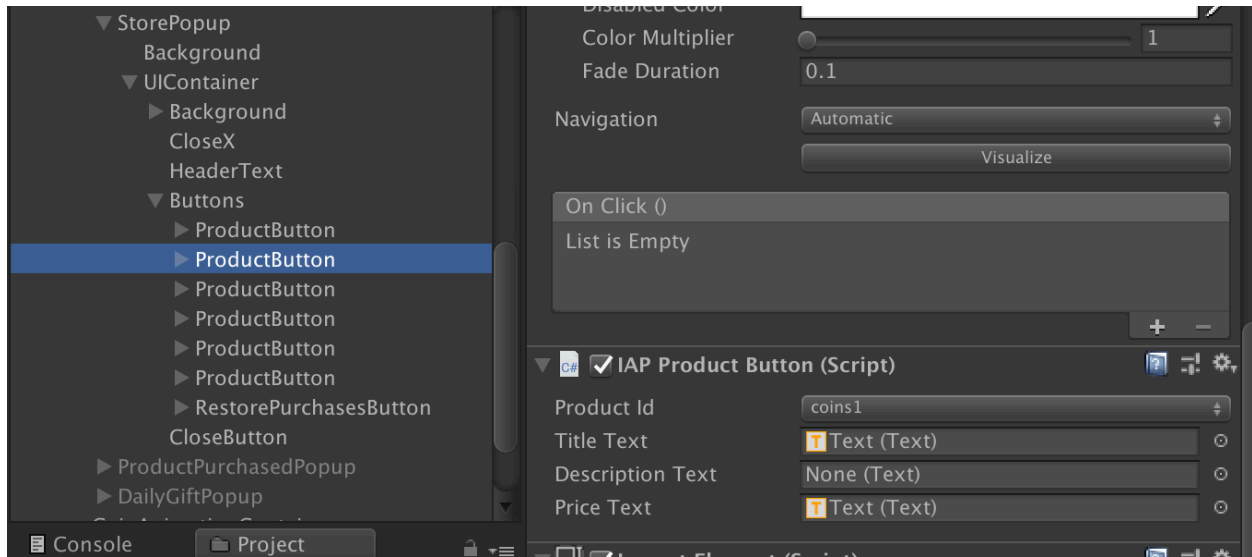 StorePopup
Background
UIContainer
Background
CloseX
HeaderText
Buttons
ProductButton
ProductButton
ProductButton
ProductButton
ProductButton
ProductButton
RestorePurchasesButton
CloseButton
ProductPurchasedPopup
DailyGiftPopup
Console
Project
Disabled Color
Color Multiplier
1
Fade Duration
0.1
Navigation
Automatic
Visualize
On Click ()
List is Empty
+ −
C# IAP Product Button (Script)
Product Id
coins1
Title Text
T Text (Text)
Description Text
None (Text)
Price Text
T Text (Text)